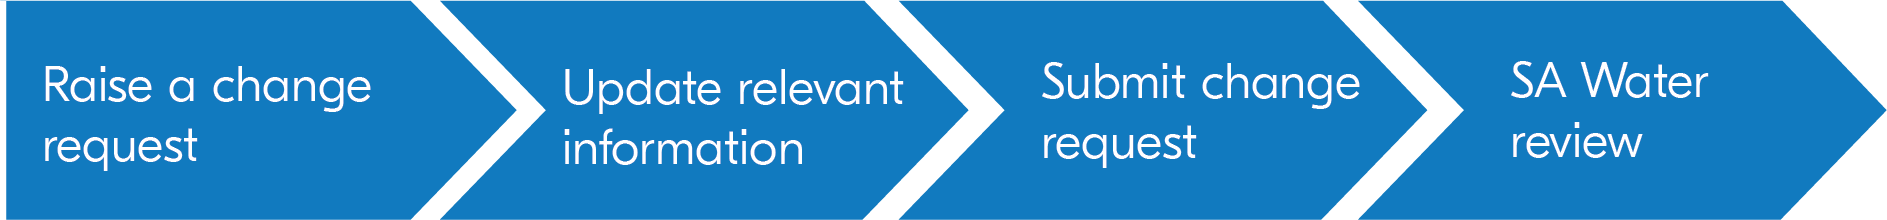 Raise a change
request
Update relevant
information
Submit change
request
SA Water
review